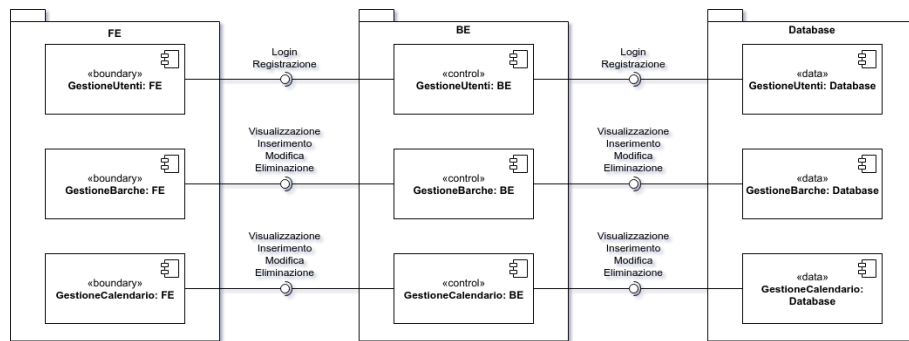 FE
BE
Database
«boundary»
GestioneUtenti: FE
Login
Registrazione
«control»
GestioneUtenti: BE
Login
Registrazione
«data»
GestioneUtenti: Database
«boundary»
GestioneBarche: FE
Visualizzazione
Inserimento
Modifica
Eliminazione
«control»
GestioneBarche: BE
Visualizzazione
Inserimento
Modifica
Eliminazione
«data»
GestioneBarche: Database
«boundary»
GestioneCalendario: FE
Visualizzazione
Inserimento
Modifica
Eliminazione
«control»
GestioneCalendario: BE
Visualizzazione
Inserimento
Modifica
Eliminazione
«data»
GestioneCalendario:
Database